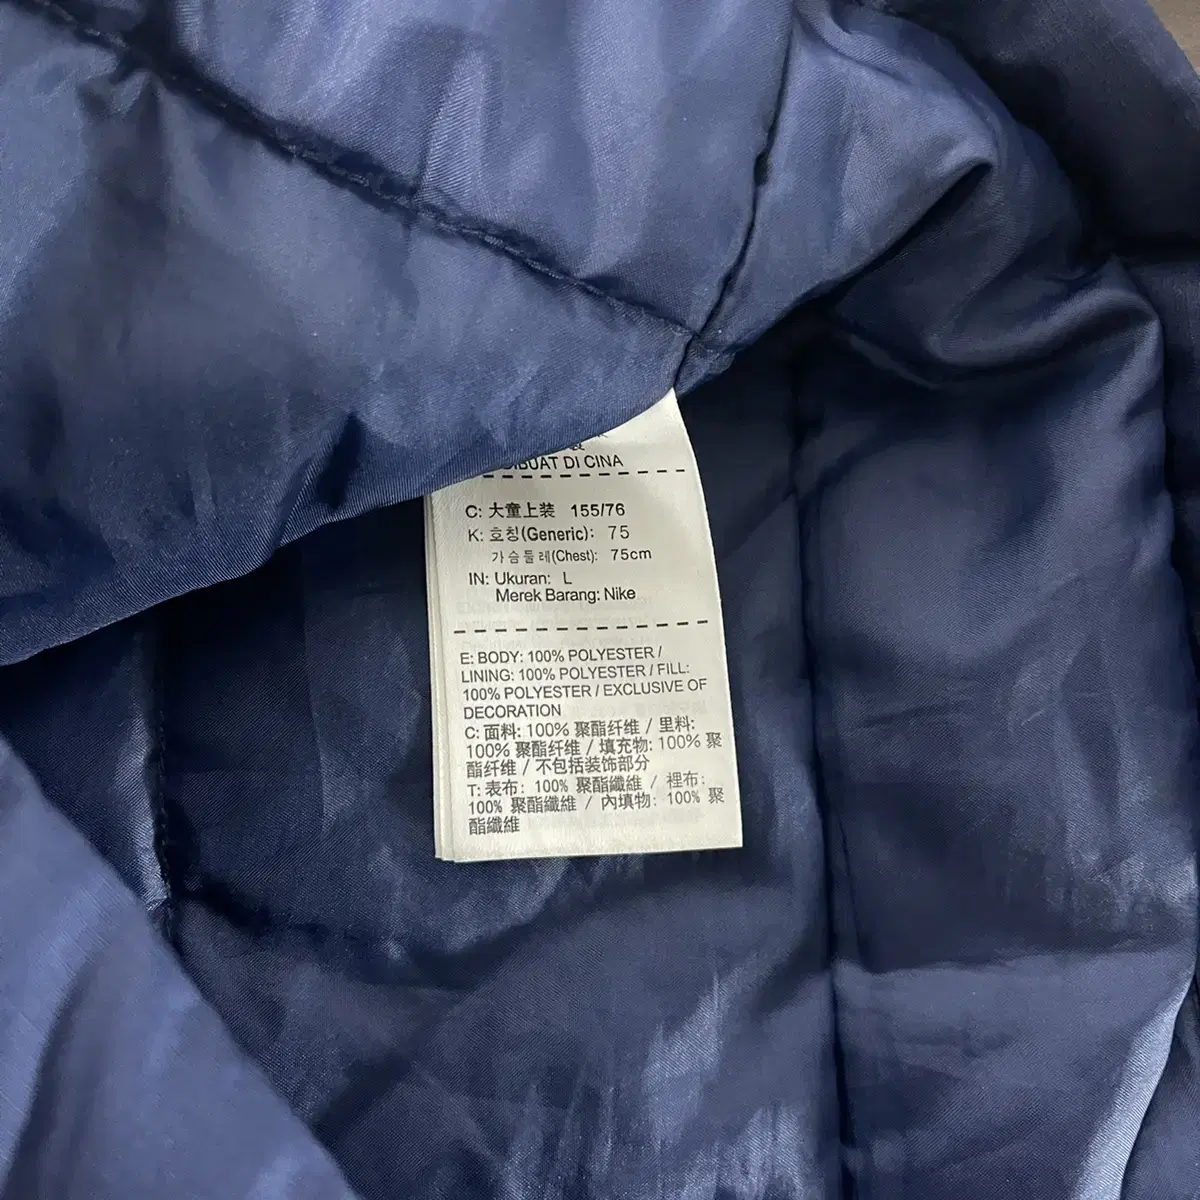 DIBUAT DI CINA
C: 大童上装 155/76
K: 호칭(Generic): 75
가슴둘레(Chest): 75cm
IN: Ukuran: L
Merek Barang: Nike
E: BODY: 100% POLYESTER /
LINING: 100% POLYESTER / FILL:
100% POLYESTER / EXCLUSIVE OF
DECORATION
C: 面料: 100% 聚酯纤维 / 里料:
100% 聚酯纤维 / 填充物: 100% 聚
酯纤维 / 不包括装饰部分
T: 表布: 100% 聚酯纖維 / 裡布:
100% 聚酯纖維 / 內填物: 100% 聚
酯纖維